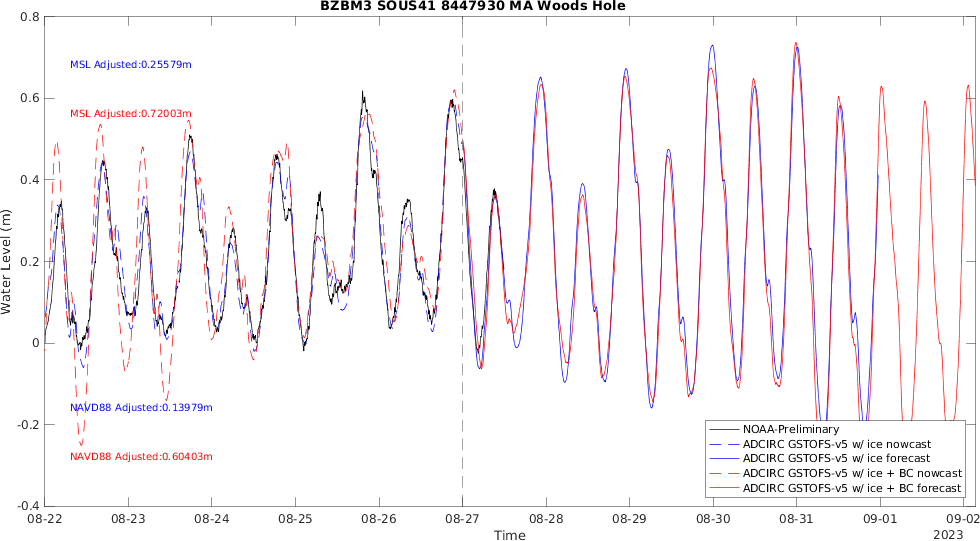 BZBM3 SOUS41 8447930 MA Woods Hole
0.8
0.6
0.4
0.2
0
-0.2
-0.4
Water Level (m)
MSL Adjusted:0.25579m
MSL Adjusted:0.72003m
NAVD88 Adjusted:0.13979m
NAVD88 Adjusted:0.60403m
NOAA-Preliminary
ADCIRC GSTOFS-v5 w/ ice nowcast
ADCIRC GSTOFS-v5 w/ ice forecast
ADCIRC GSTOFS-v5 w/ ice + BC nowcast
ADCIRC GSTOFS-v5 w/ ice + BC forecast
08-22 08-23 08-24 08-25 08-26 08-27 08-28 08-29 08-30 08-31 09-01 09-02
Time
2023